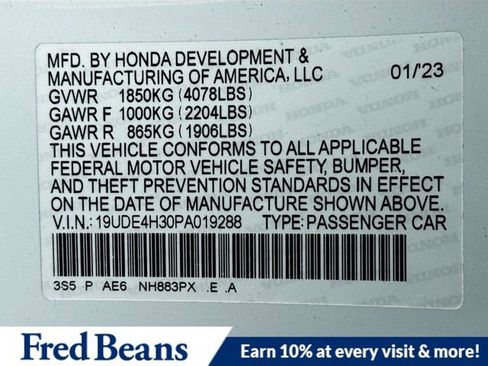 MFD. BY HONDA DEVELOPMENT &
MANUFACTURING OF AMERICA, LLC 01/'23
GVWR 1850KG (4078LBS)
GAWR F 1000KG (2204LBS)
GAWR R 865KG (1906LBS)
THIS VEHICLE CONFORMS TO ALL APPLICABLE
FEDERAL MOTOR VEHICLE SAFETY, BUMPER,
AND THEFT PREVENTION STANDARDS IN EFFECT
ON THE DATE OF MANUFACTURE SHOWN ABOVE.
V.I.N.: 19UDE4H30PA019288 TYPE: PASSENGER CAR
3S5 P AE6 NH883PX .E .A
Fred Beans
Earn 10% at every visit & more!